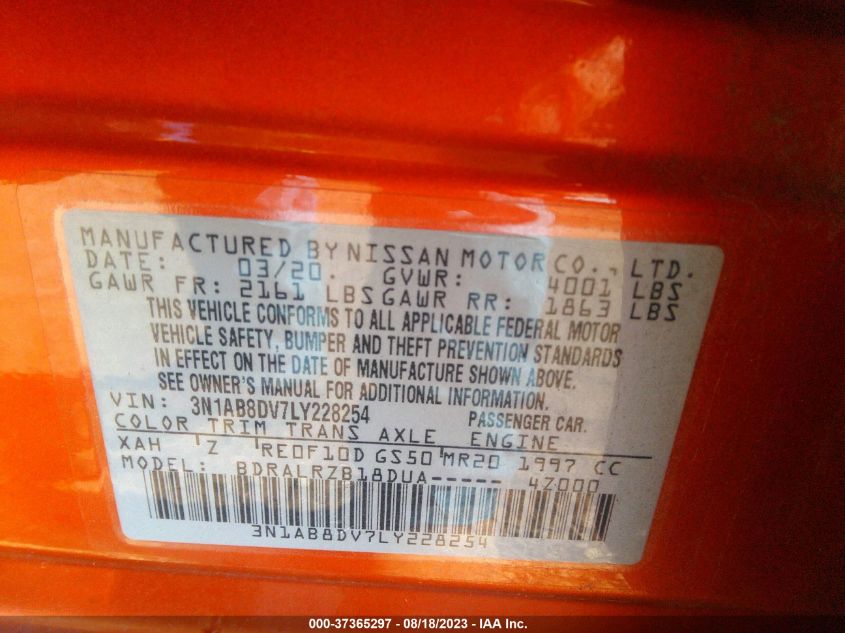 MANUFACTURED BY NISSAN MOTOR CO., LTD.
DATE: 03/20. GVWR: 4001 LBS
GAWR FR: 2161 LBS GAWR RR: 1863 LBS
THIS VEHICLE CONFORMS TO ALL APPLICABLE FEDERAL MOTOR
VEHICLE SAFETY, BUMPER AND THEFT PREVENTION STANDARDS
IN EFFECT ON THE DATE OF MANUFACTURE SHOWN ABOVE.
SEE OWNER'S MANUAL FOR ADDITIONAL INFORMATION.
VIN: 3N1AB8DV7LY228254 PASSENGER CAR.
COLOR TRIM TRANS AXLE ENGINE
XAH Z RE0F10D GS50 MR20 1997 CC
MODEL: BDRALRZB18DUA----- 4Z000
3N1AB8DV7LY228254
000-37365297 - 08/18/2023 - IAA Inc.